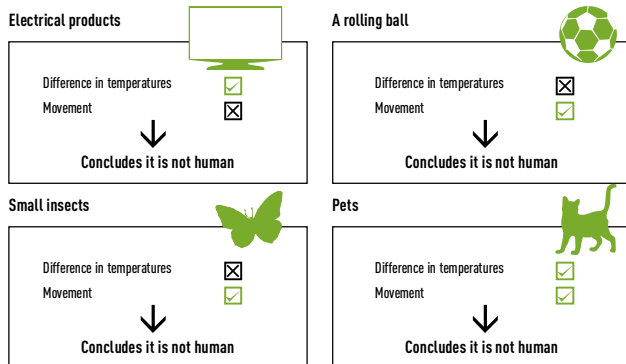 Electrical products
Difference in temperatures
Movement
Concludes it is not human
A rolling ball
Difference in temperatures
Movement
Concludes it is not human
Small insects
Difference in temperatures
Movement
Concludes it is not human
Pets
Difference in temperatures
Movement
Concludes it is not human